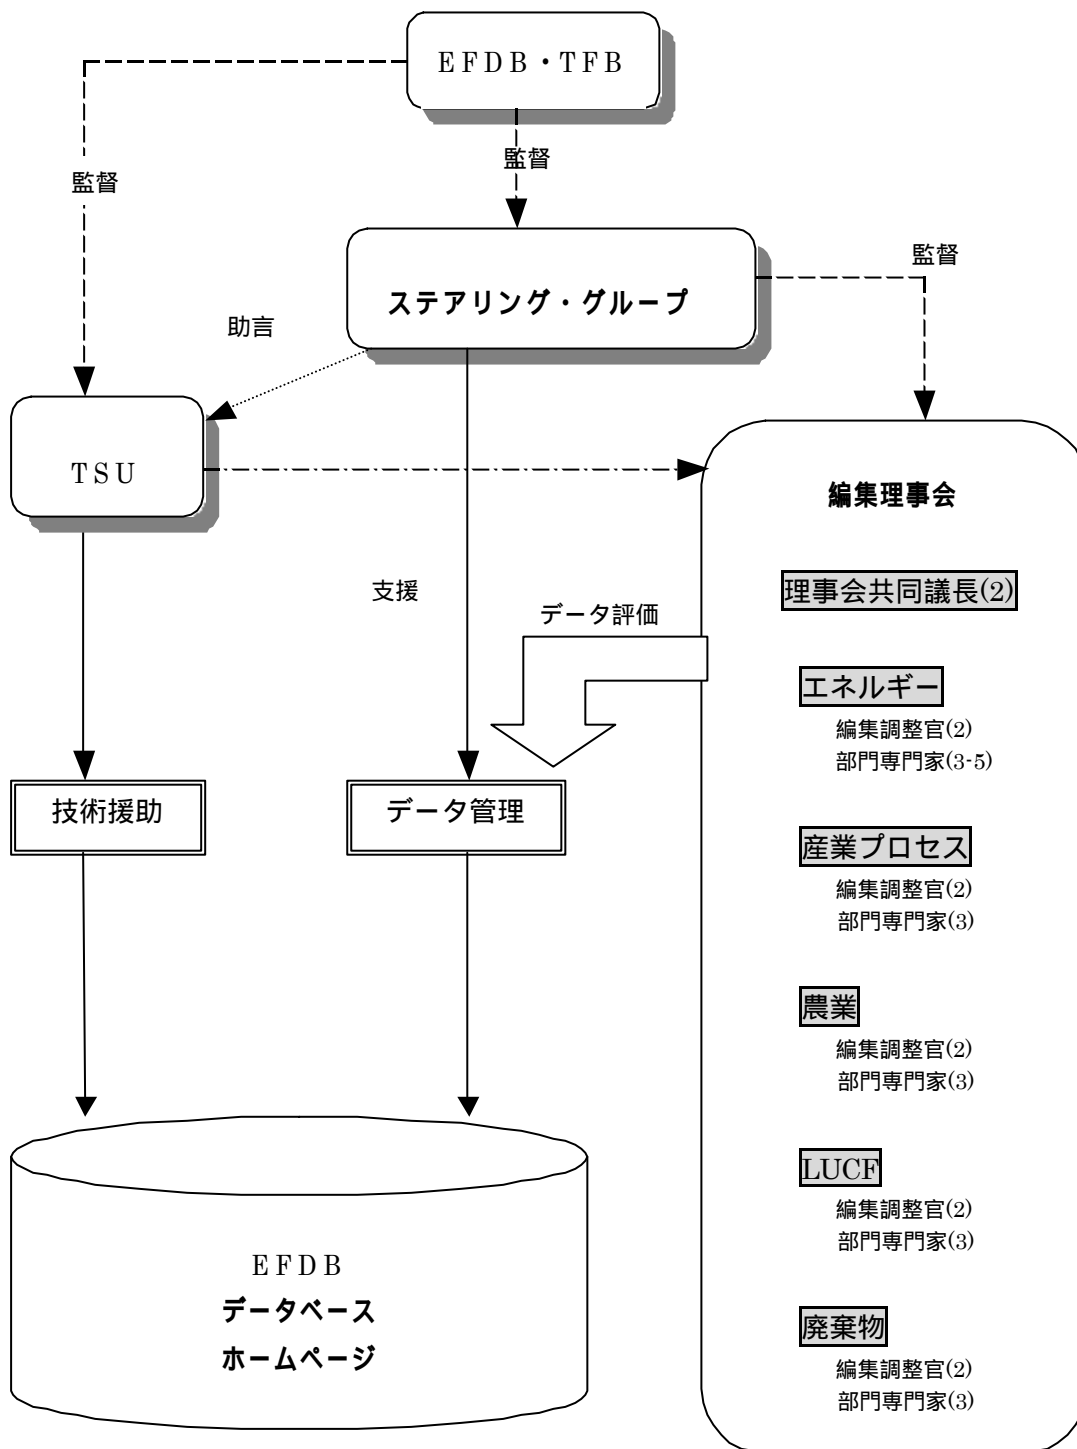 EFDB・TFB
監督
監督
ステアリング・グループ
監督
助言
TSU
編集理事会
支援
データ評価
理事会共同議長(2)
エネルギー
編集調整官(2)
部門専門家(3-5)
技術援助
データ管理
産業プロセス
編集調整官(2)
部門専門家(3)
農業
編集調整官(2)
部門専門家(3)
LUCF
編集調整官(2)
部門専門家(3)
EFDB
データベース
ホームページ
廃棄物
編集調整官(2)
部門専門家(3)